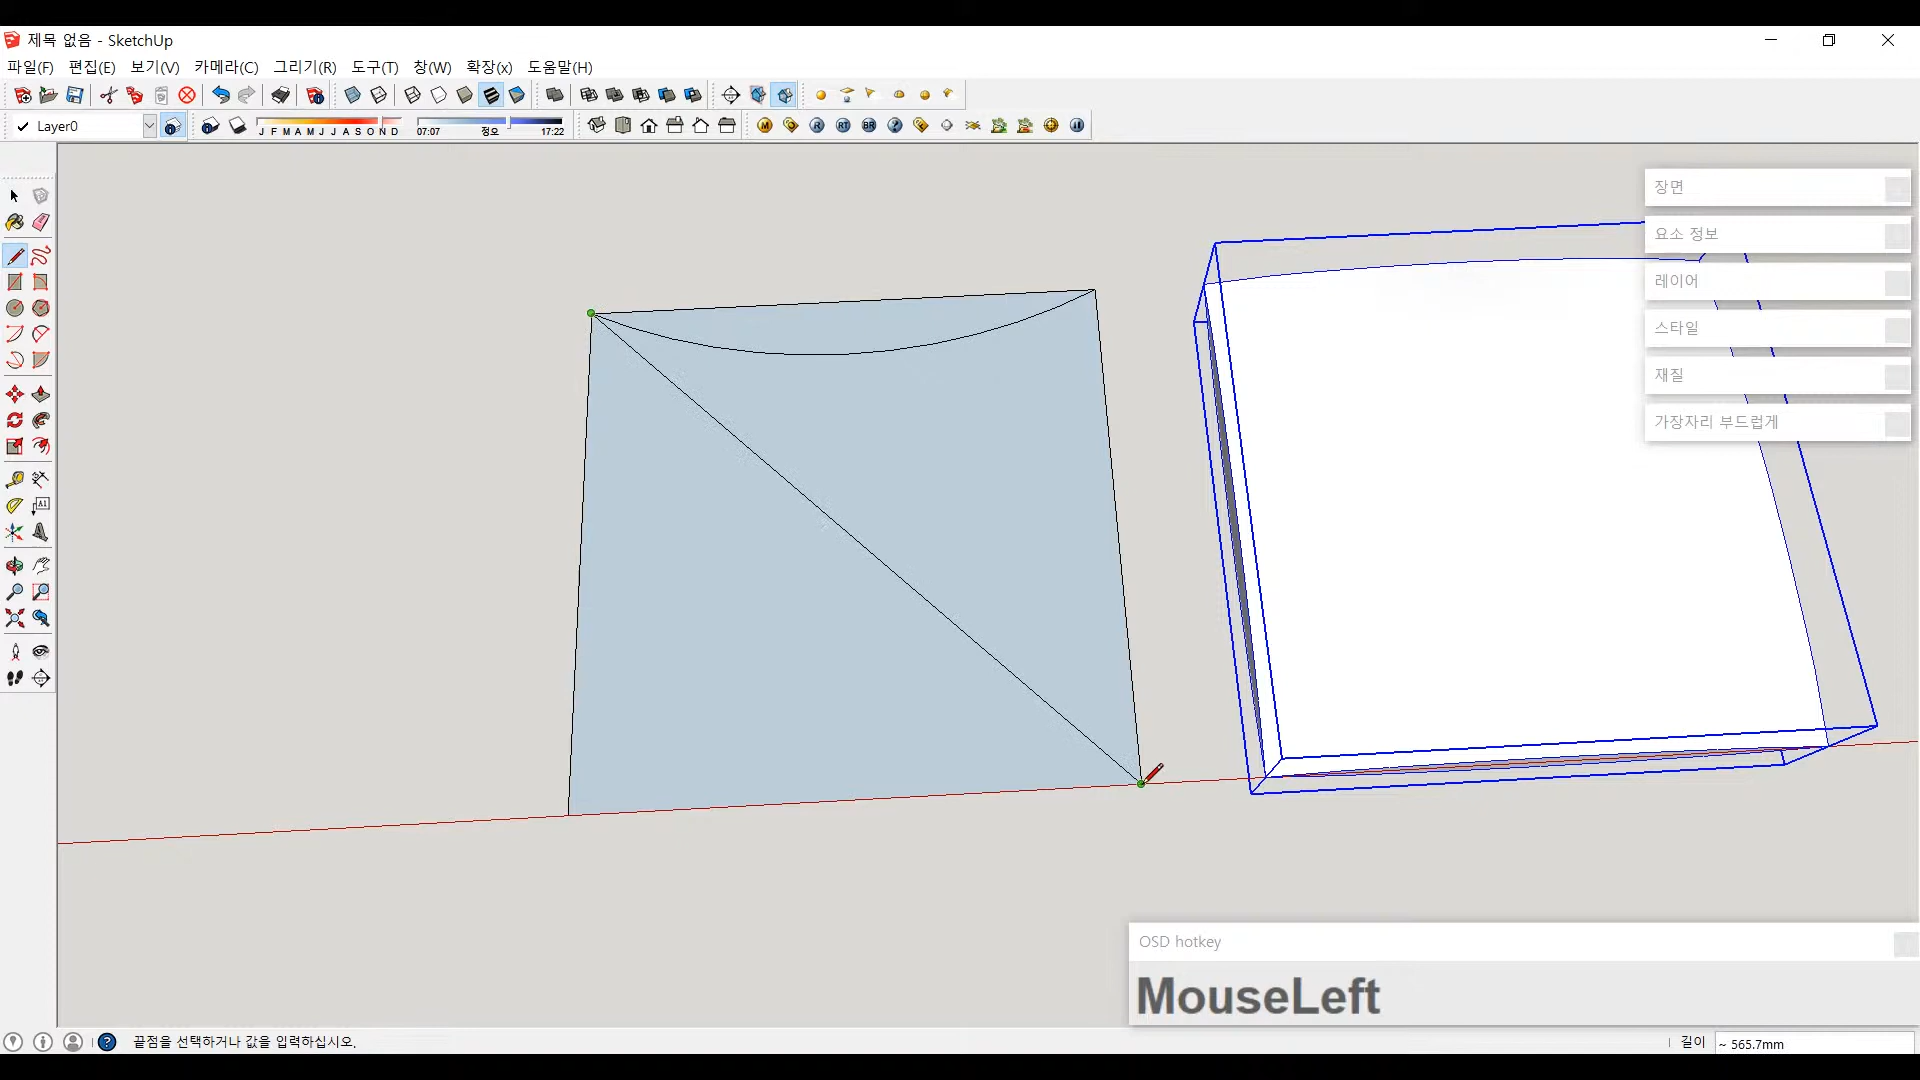 제목 없음 - SketchUp
파일(F) 편집(E) 보기(V) 카메라(C) 그리기(R) 도구(T) 창(W) 확장(x) 도움말(H)
Layer0
J F M A M J J A S O N D
07:07 정오 17:22
M R RT BR
장면
요소 정보
레이어
스타일
재질
가장자리 부드럽게
A1
OSD hotkey
MouseLeft
끝점을 선택하거나 값을 입력하십시오.
길이 ~ 565.7mm